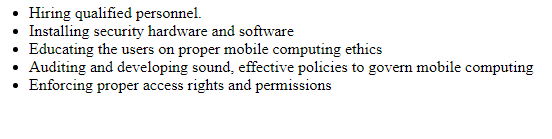 • Hiring qualified personnel.
• Installing security hardware and software
• Educating the users on proper mobile computing ethics
• Auditing and developing sound, effective policies to govern mobile computing
• Enforcing proper access rights and permissions